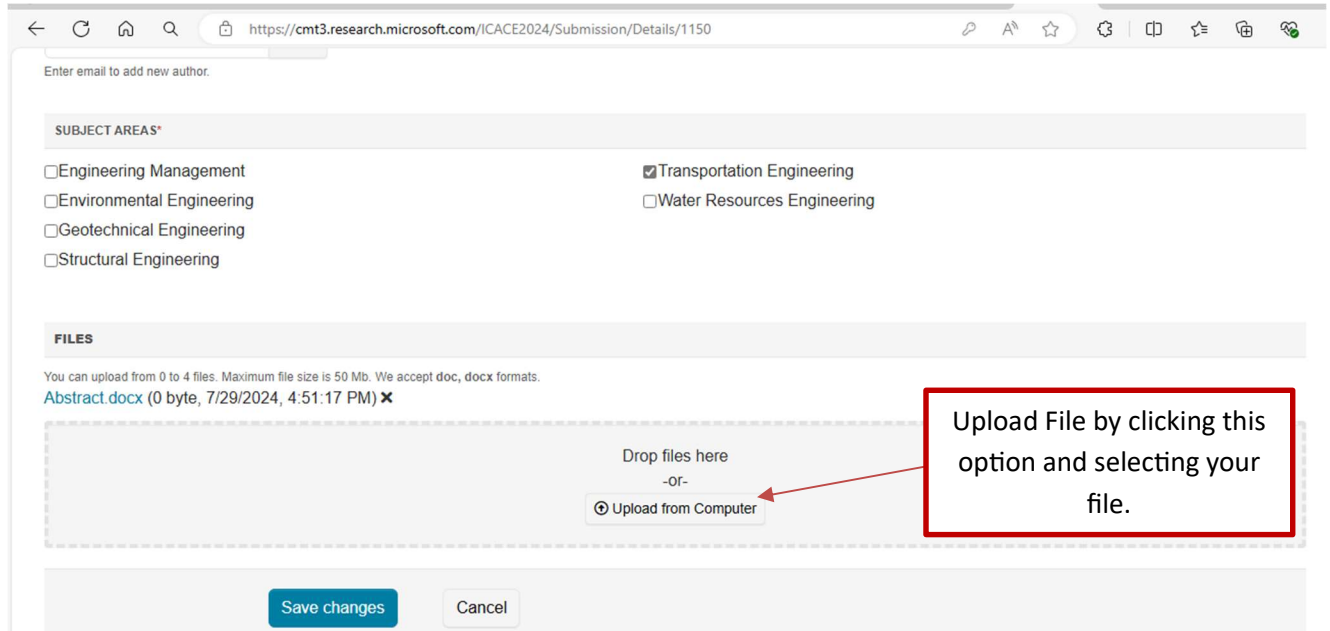 https://cmt3.research.microsoft.com/ICACE2024/Submission/Details/1150
Enter email to add new author.
SUBJECT AREAS*
Engineering Management
Transportation Engineering
Environmental Engineering
Water Resources Engineering
Geotechnical Engineering
Structural Engineering
FILES
You can upload from 0 to 4 files. Maximum file size is 50 Mb. We accept doc, docx formats.
Abstract.docx (0 byte, 7/29/2024, 4:51:17 PM) ✖
Drop files here
-or-
Upload from Computer
Upload File by clicking this
option and selecting your
file.
Save changes
Cancel